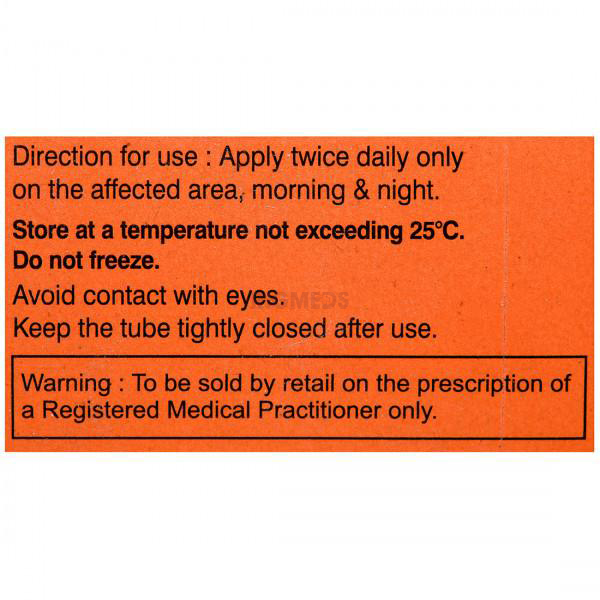 Direction for use : Apply twice daily only
on the affected area, morning & night.
Store at a temperature not exceeding 25°C.
Do not freeze.
Avoid contact with eyes.
Keep the tube tightly closed after use.
Warning : To be sold by retail on the prescription of
a Registered Medical Practitioner only.